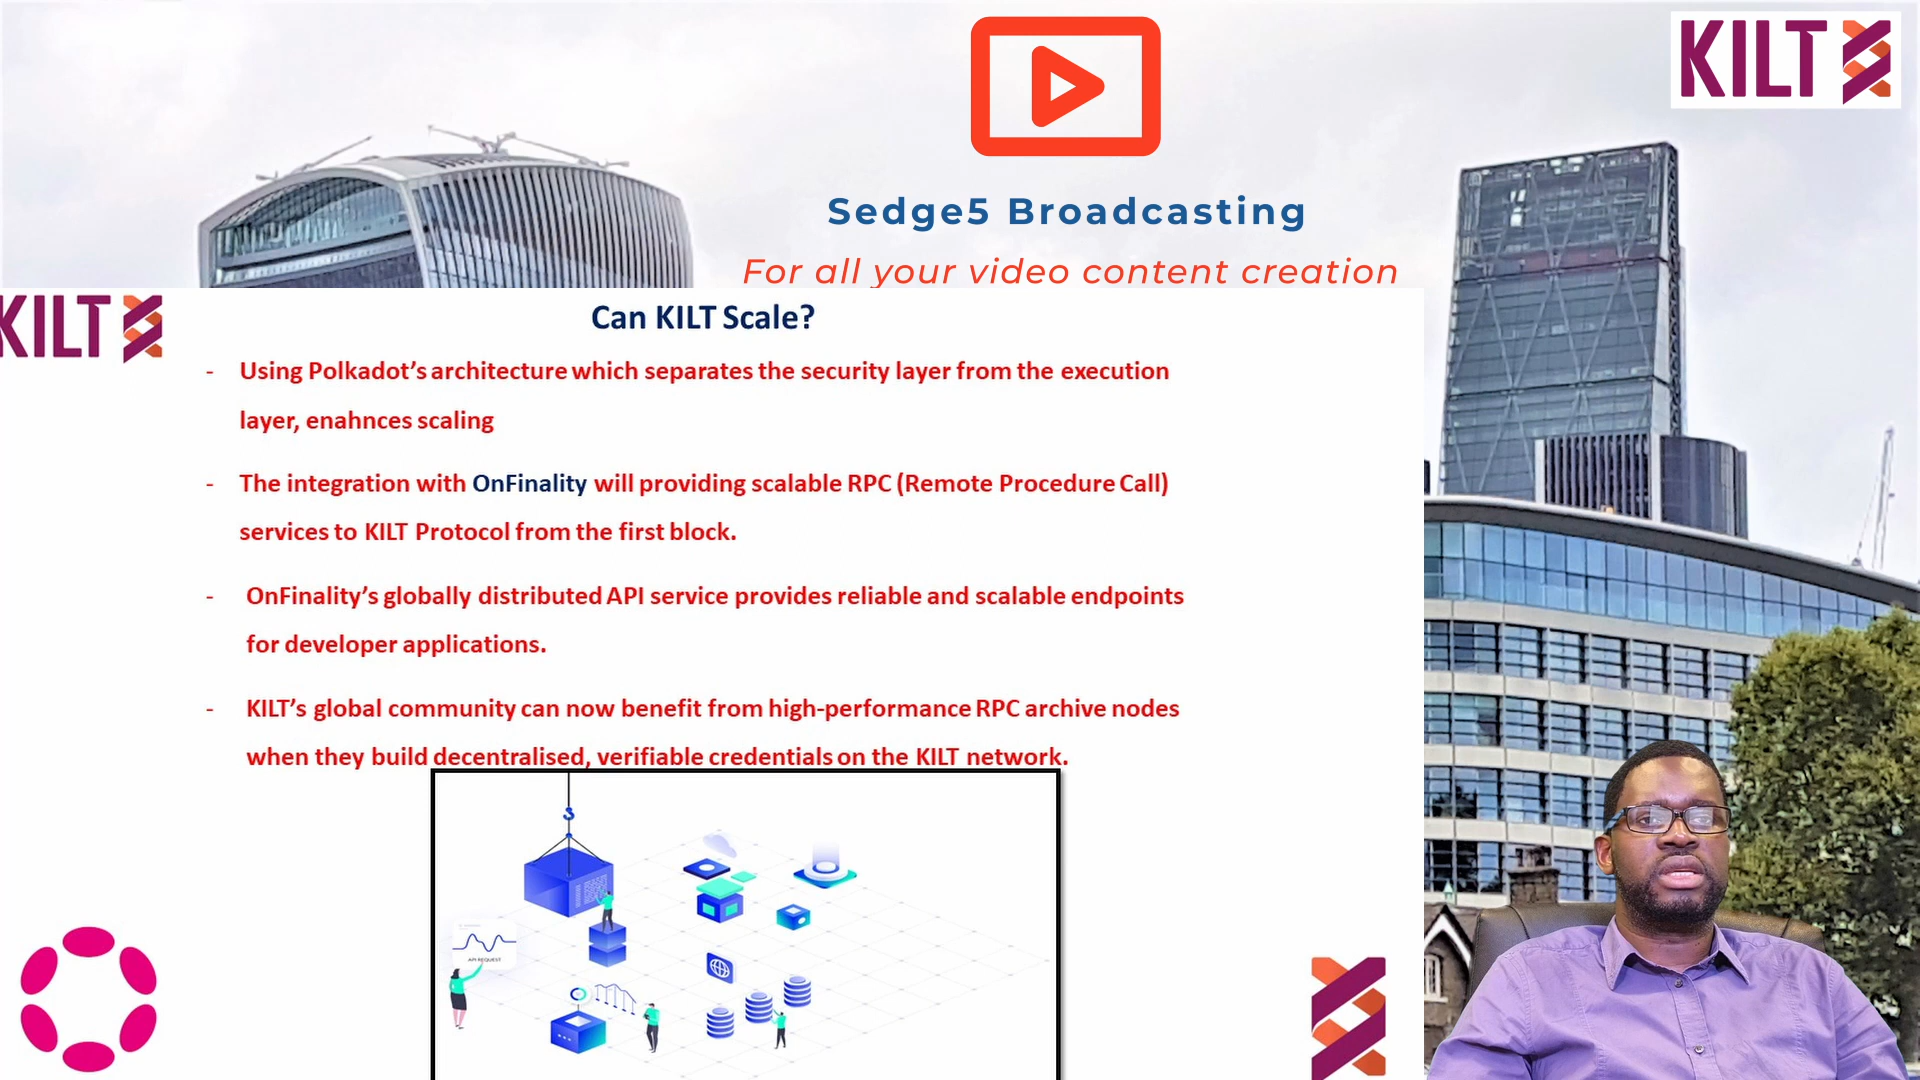 KILT
Sedge5 Broadcasting
For all your video content creation
KILT
Can KILT Scale?
- Using Polkadot’s architecture which separates the security layer from the execution
layer, enahnces scaling
- The integration with OnFinality will providing scalable RPC (Remote Procedure Call)
services to KILT Protocol from the first block.
- OnFinality’s globally distributed API service provides reliable and scalable endpoints
for developer applications.
- KILT’s global community can now benefit from high-performance RPC archive nodes
when they build decentralised, verifiable credentials on the KILT network.
API REQUEST